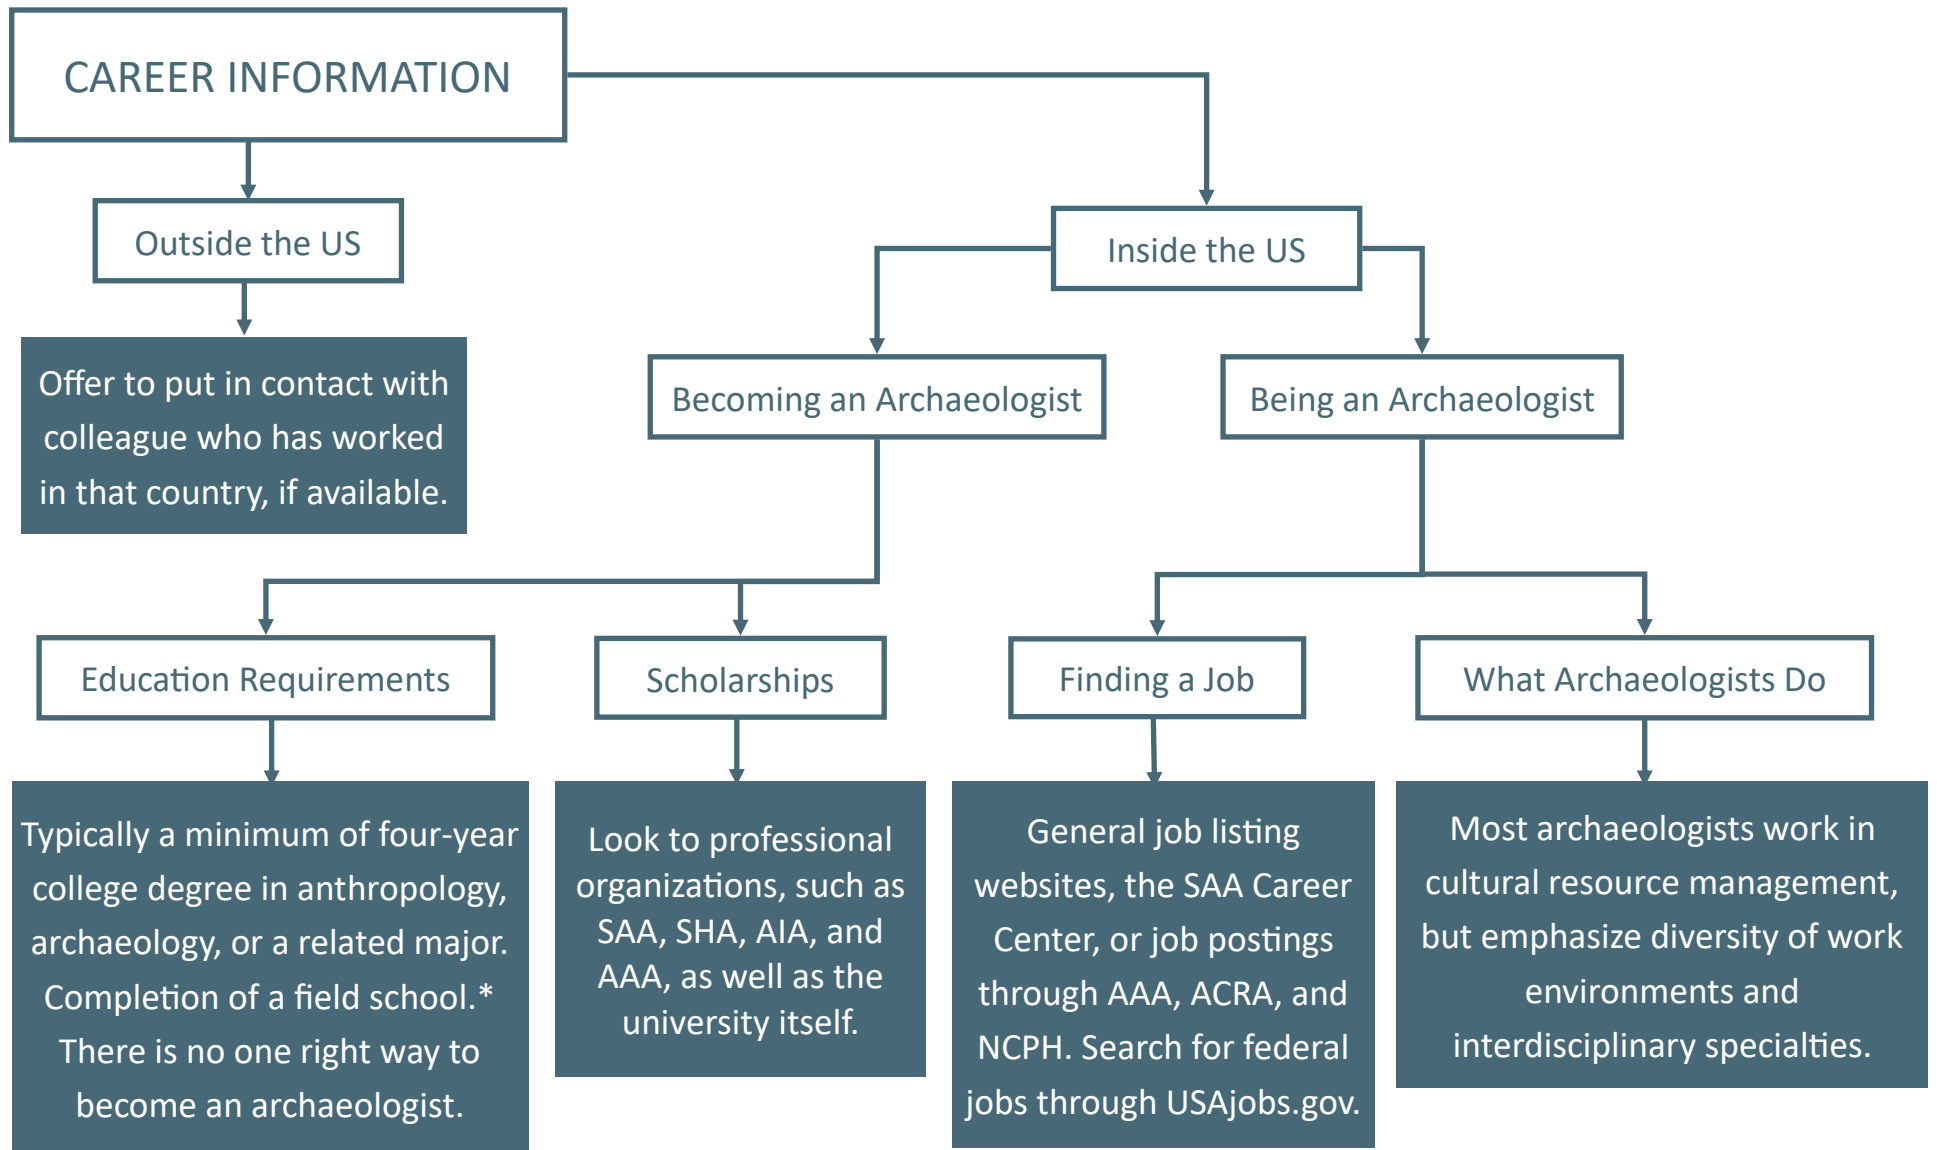 CAREER INFORMATION
Outside the US
Offer to put in contact with
colleague who has worked
in that country, if available.
Inside the US
Becoming an Archaeologist
Being an Archaeologist
Education Requirements
Typically a minimum of four-year
college degree in anthropology,
archaeology, or a related major.
Completion of a field school.*
There is no one right way to
become an archaeologist.
Scholarships
Look to professional
organizations, such as
SAA, SHA, AIA, and
AAA, as well as the
university itself.
Finding a Job
General job listing
websites, the SAA Career
Center, or job postings
through AAA, ACRA, and
NCPH. Search for federal
jobs through USAjobs.gov.
What Archaeologists Do
Most archaeologists work in
cultural resource management,
but emphasize diversity of work
environments and
interdisciplinary specialties.